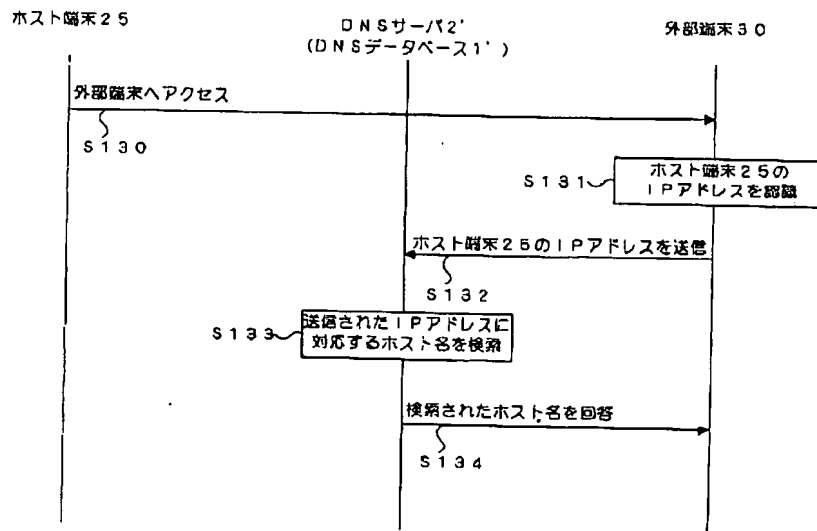 ホスト端末25
DNSサーバ2'
(DNSデータベース1')
外部端末30
外部端末へアクセス
S130
S131
ホスト端末25の
IPアドレスを認識
ホスト端末25のIPアドレスを送信
S132
S133
送信されたIPアドレスに
対応するホスト名を検索
検索されたホスト名を回答
S134